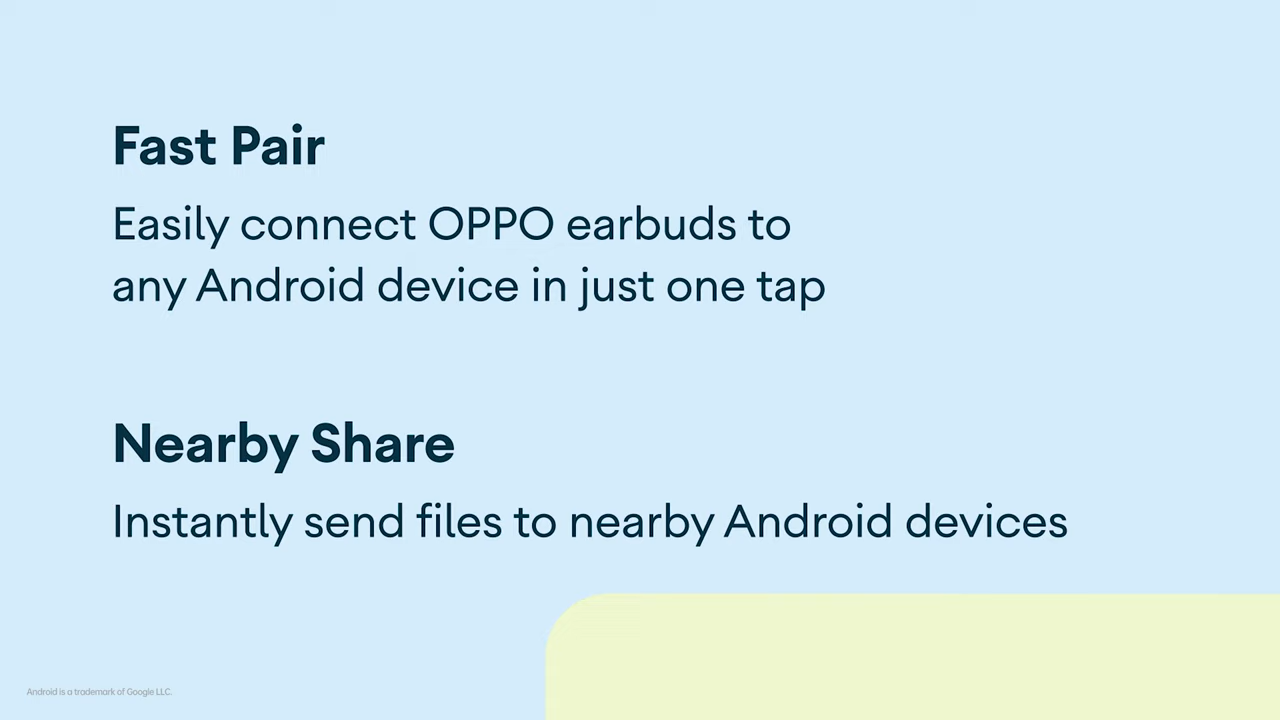 Fast Pair
Easily connect OPPO earbuds to
any Android device in just one tap
Nearby Share
Instantly send files to nearby Android devices
Android is a trademark of Google LLC.